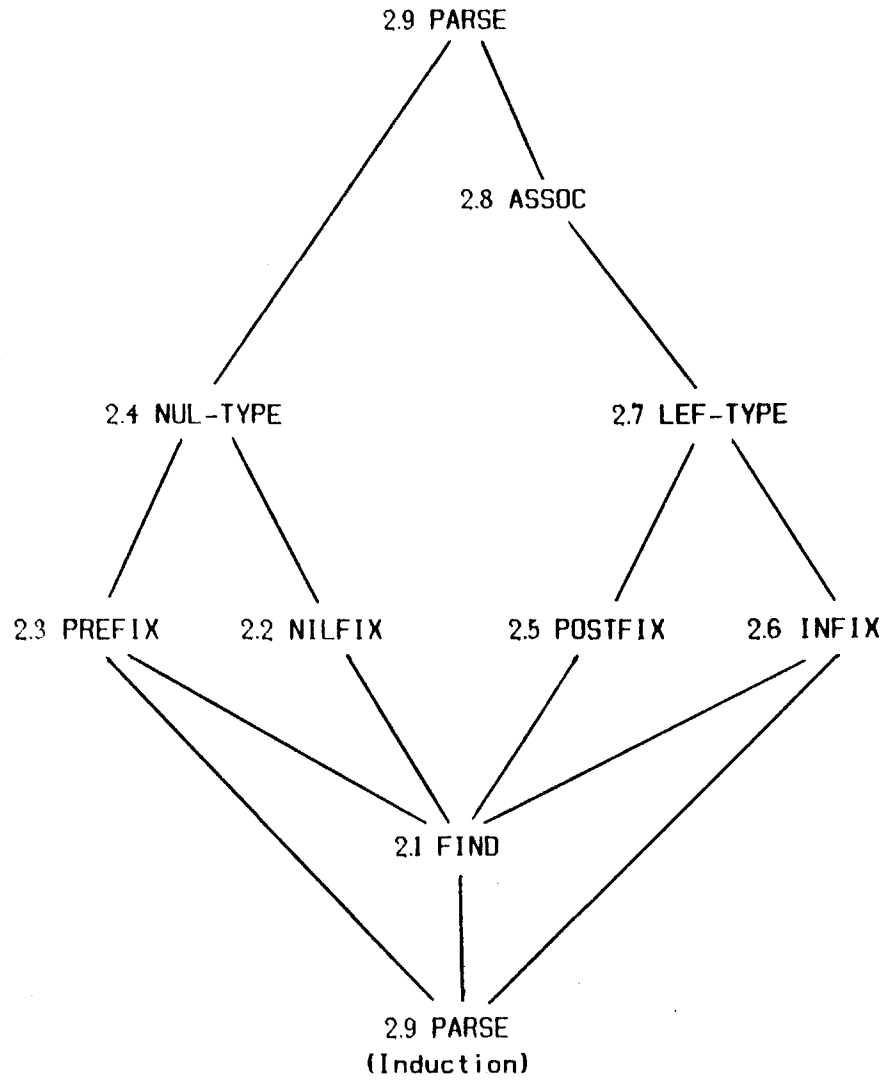 2.9 PARSE
2.8 ASSOC
2.4 NUL-TYPE
2.7 LEF-TYPE
2.3 PREFIX
2.2 NILFIX
2.5 POSTFIX
2.6 INFIX
2.1 FIND
2.9 PARSE
(Induction)